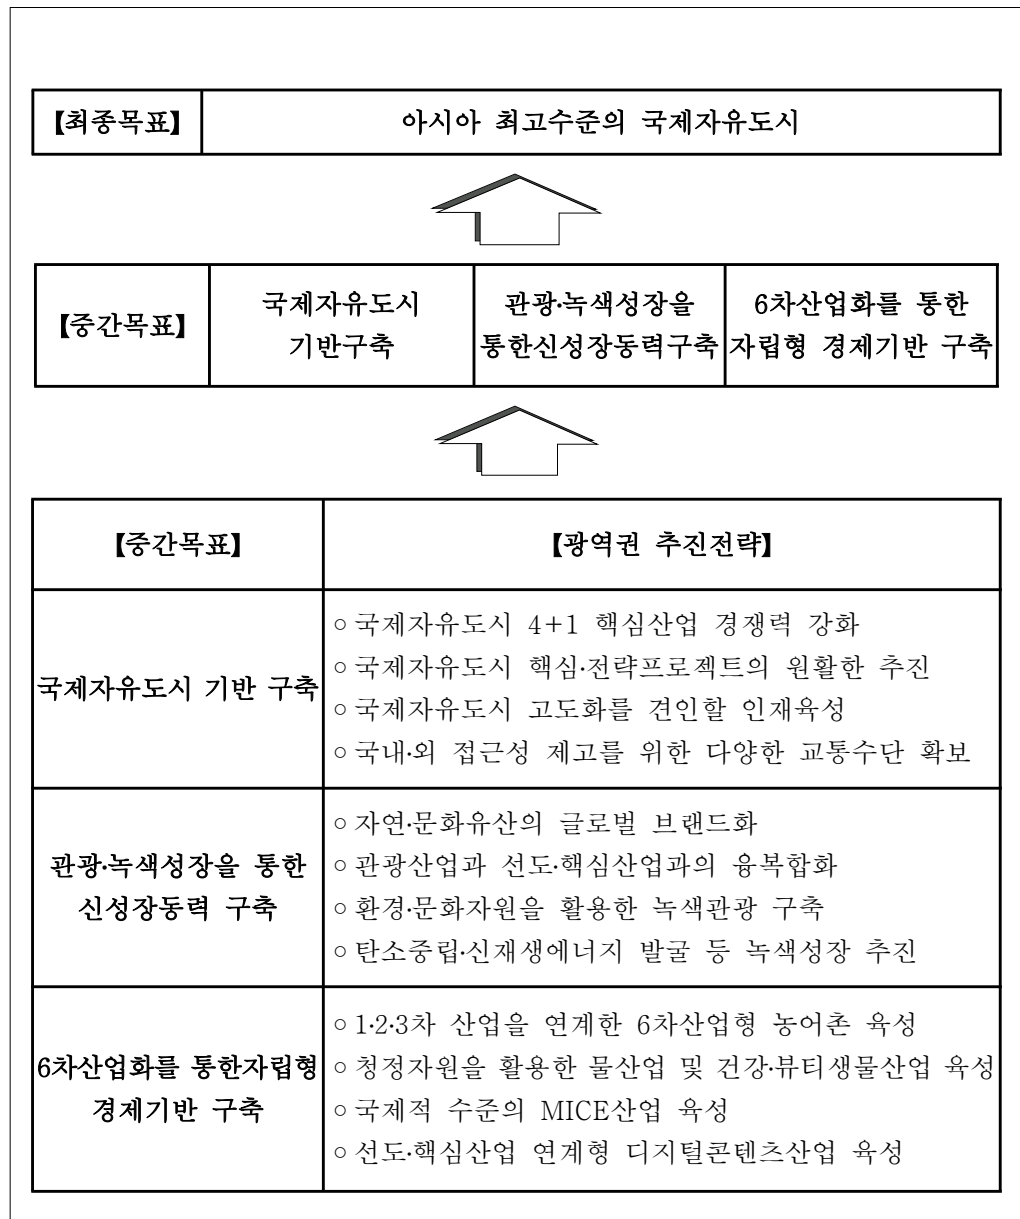 【최종목표】 아시아 최고수준의 국제자유도시
【중간목표】
국제자유도시
기반구축
관광·녹색성장을
통한신성장동력구축
6차산업화를 통한
자립형 경제기반 구축
【중간목표】 【광역권 추진전략】
국제자유도시 기반 구축
○ 국제자유도시 4+1 핵심산업 경쟁력 강화
○ 국제자유도시 핵심·전략프로젝트의 원활한 추진
○ 국제자유도시 고도화를 견인할 인재육성
○ 국내·외 접근성 제고를 위한 다양한 교통수단 확보
관광·녹색성장을 통한
신성장동력 구축
○ 자연·문화유산의 글로벌 브랜드화
○ 관광산업과 선도·핵심산업과의 융복합화
○ 환경·문화자원을 활용한 녹색관광 구축
○ 탄소중립·신재생에너지 발굴 등 녹색성장 추진
6차산업화를 통한자립형
경제기반 구축
○ 1·2·3차 산업을 연계한 6차산업형 농어촌 육성
○ 청정자원을 활용한 물산업 및 건강·뷰티생물산업 육성
○ 국제적 수준의 MICE산업 육성
○ 선도·핵심산업 연계형 디지털콘텐츠산업 육성